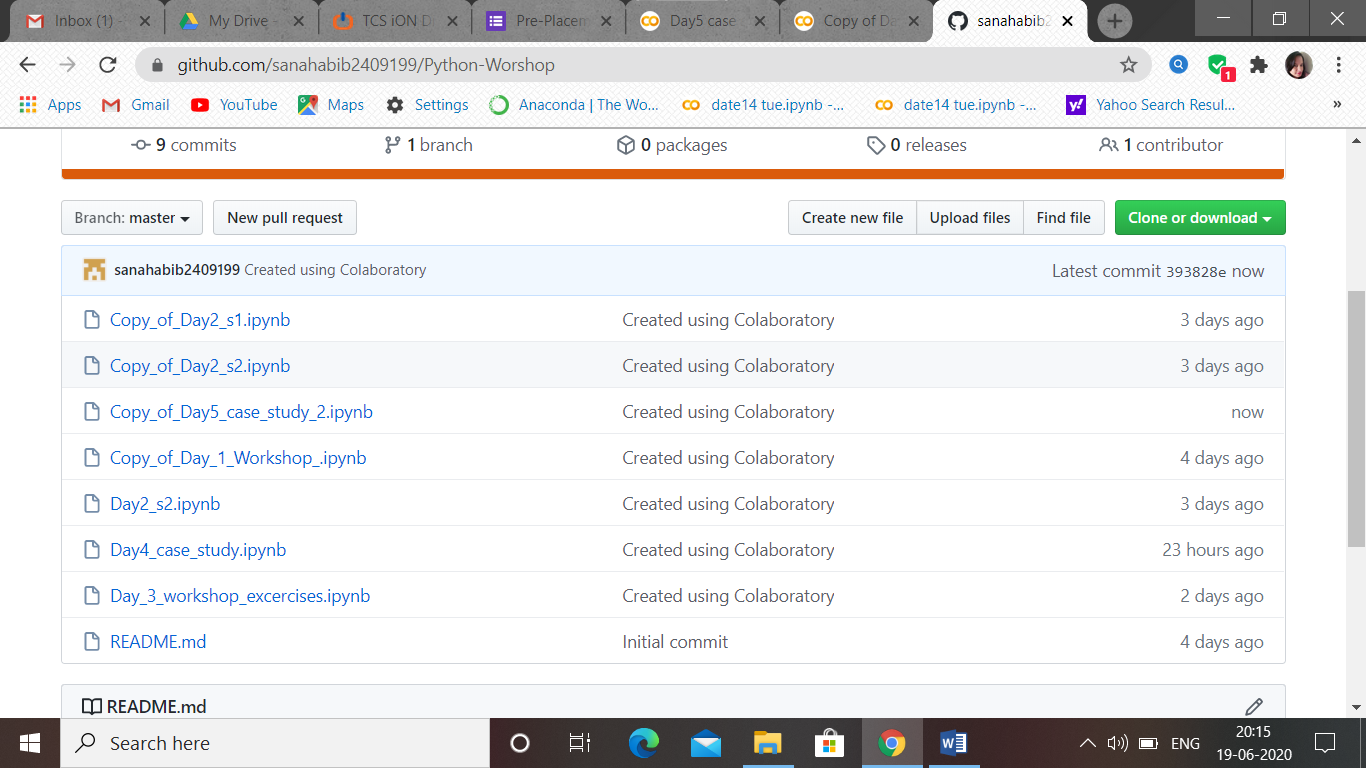 Inbox (1) - My Drive - TCS iON D Pre-Placem Day5 case Copy of Da sanahabib2
github.com/sanahabib2409199/Python-Worshop 1
Apps Gmail YouTube Maps Settings Anaconda | The Wo... date14 tue.ipynb -... date14 tue.ipynb -... Yahoo Search Resul... »
9 commits 1 branch 0 packages 0 releases 1 contributor
Branch: master New pull request Create new file Upload files Find file Clone or download
sanahabib2409199 Created using Colaboratory Latest commit 393828e now
Copy_of_Day2_s1.ipynb Created using Colaboratory 3 days ago
Copy_of_Day2_s2.ipynb Created using Colaboratory 3 days ago
Copy_of_Day5_case_study_2.ipynb Created using Colaboratory now
Copy_of_Day_1_Workshop_.ipynb Created using Colaboratory 4 days ago
Day2_s2.ipynb Created using Colaboratory 3 days ago
Day4_case_study.ipynb Created using Colaboratory 23 hours ago
Day_3_workshop_excercises.ipynb Created using Colaboratory 2 days ago
README.md Initial commit 4 days ago
README.md
Search here ENG 20:15
19-06-2020